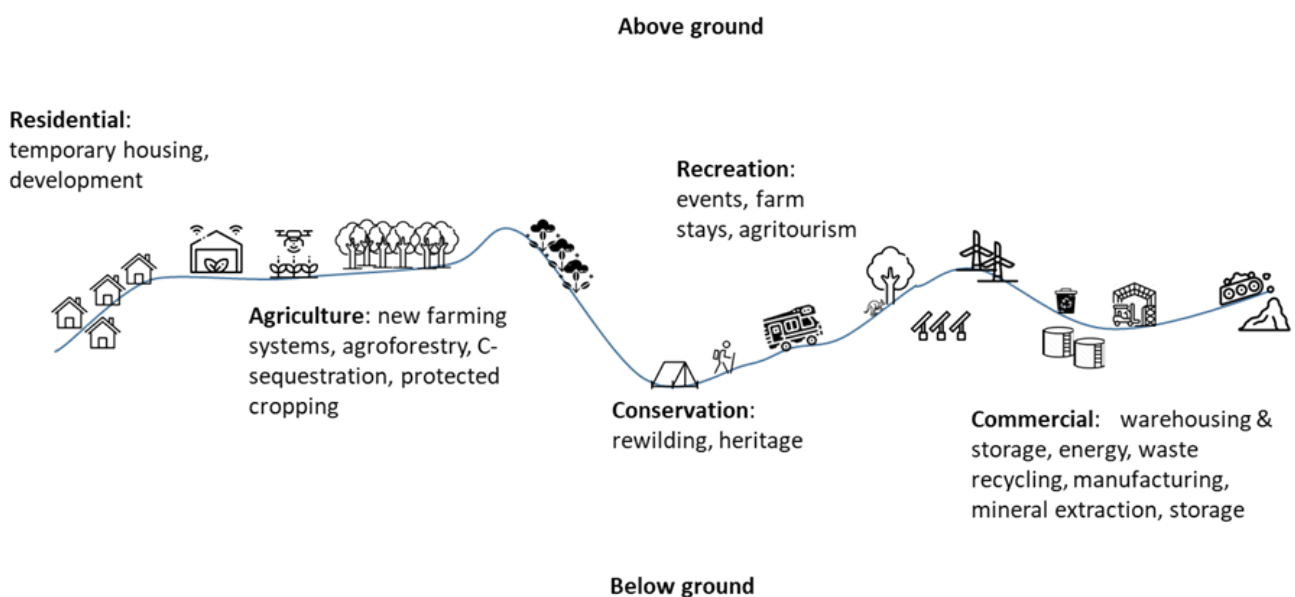 Above ground
Residential:
temporary housing,
development
Recreation:
events, farm
stays, agritourism
Agriculture: new farming
systems, agroforestry, C-
sequestration, protected
cropping
Conservation:
rewilding, heritage
Commercial: warehousing &
storage, energy, waste
recycling, manufacturing,
mineral extraction, storage
Below ground